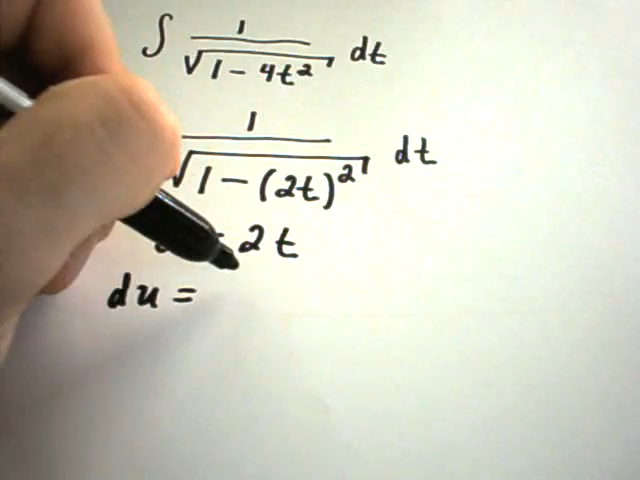 ∫ 1/√(1 - 4t²) dt
1/√(1 - (2t)²) dt
= 2t
du =